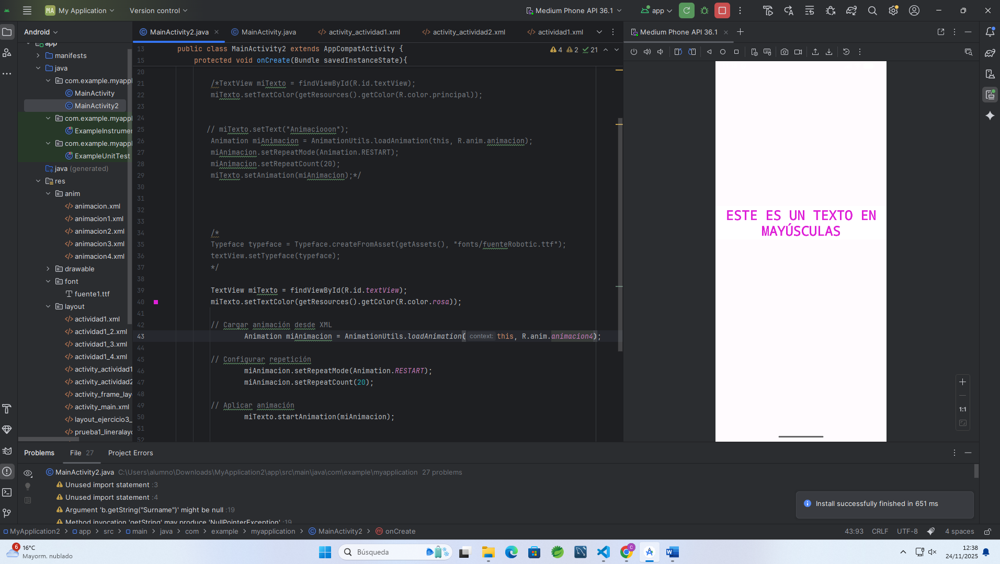 MA My Application
Version control
Medium Phone API 36.1
app
Android
MainActivity2.java
MainActivity.java
activity_actividad1.xml
activity_actividad2.xml
actividad1.xml
Medium Phone API 36.1
app
manifests
java
com.example.myappl
MainActivity
MainActivity2
com.example.myappl
ExampleInstrumen
com.example.myappl
ExampleUnitTest
java (generated)
res
anim
animacion.xml
animacion1.xml
animacion2.xml
animacion3.xml
animacion4.xml
drawable
font
fuente1.ttf
layout
actividad1.xml
actividad1_2.xml
actividad1_3.xml
actividad1_4.xml
activity_actividad1
activity_actividad2
activity_frame_lay
activity_main.xml
layout_ejercicio3_
prueba1_lineralayo
4 2 21
13 public class MainActivity2 extends AppCompatActivity {
15 protected void onCreate(Bundle savedInstanceState){
20
21 /*TextView miTexto = findViewById(R.id.textView);
22 miTexto.setTextColor(getResources().getColor(R.color.principal));
23
24
25 // miTexto.setText("Animaciooon");
26 Animation miAnimacion = AnimationUtils.loadAnimation(this, R.anim.animacion);
27 miAnimacion.setRepeatMode(Animation.RESTART);
28 miAnimacion.setRepeatCount(20);
29 miTexto.setAnimation(miAnimacion);*/
30
31
32
33
34 /*
35 Typeface typeface = Typeface.createFromAsset(getAssets(), "fonts/fuenteRobotic.ttf");
36 textView.setTypeface(typeface);
37 */
38
39 TextView miTexto = findViewById(R.id.textView);
40 miTexto.setTextColor(getResources().getColor(R.color.rosa));
41
42 // Cargar animación desde XML
43 Animation miAnimacion = AnimationUtils.loadAnimation( context: this, R.anim.animacion4);
44
45 // Configurar repetición
46 miAnimacion.setRepeatMode(Animation.RESTART);
47 miAnimacion.setRepeatCount(20);
48
49 // Aplicar animación
50 miTexto.startAnimation(miAnimacion);
51
52
ESTE ES UN TEXTO EN
MAYÚSCULAS
1:1
Problems
File 27
Project Errors
MainActivity2.java C:\Users\alumno\Downloads\MyApplication2\app\src\main\java\com\example\myapplication 27 problems
Unused import statement :3
Unused import statement :4
Argument 'b.getString("Surname")' might be null :19
Method invocation 'getString' may produce 'NullPointerException' :19
Install successfully finished in 651 ms
MyApplication2 > app > src > main > java > com > example > myapplication > MainActivity2 > onCreate
43:93 CRLF UTF-8 4 spaces
6
16°C
Mayorm. nublado
Búsqueda
C
12:38
24/11/2025